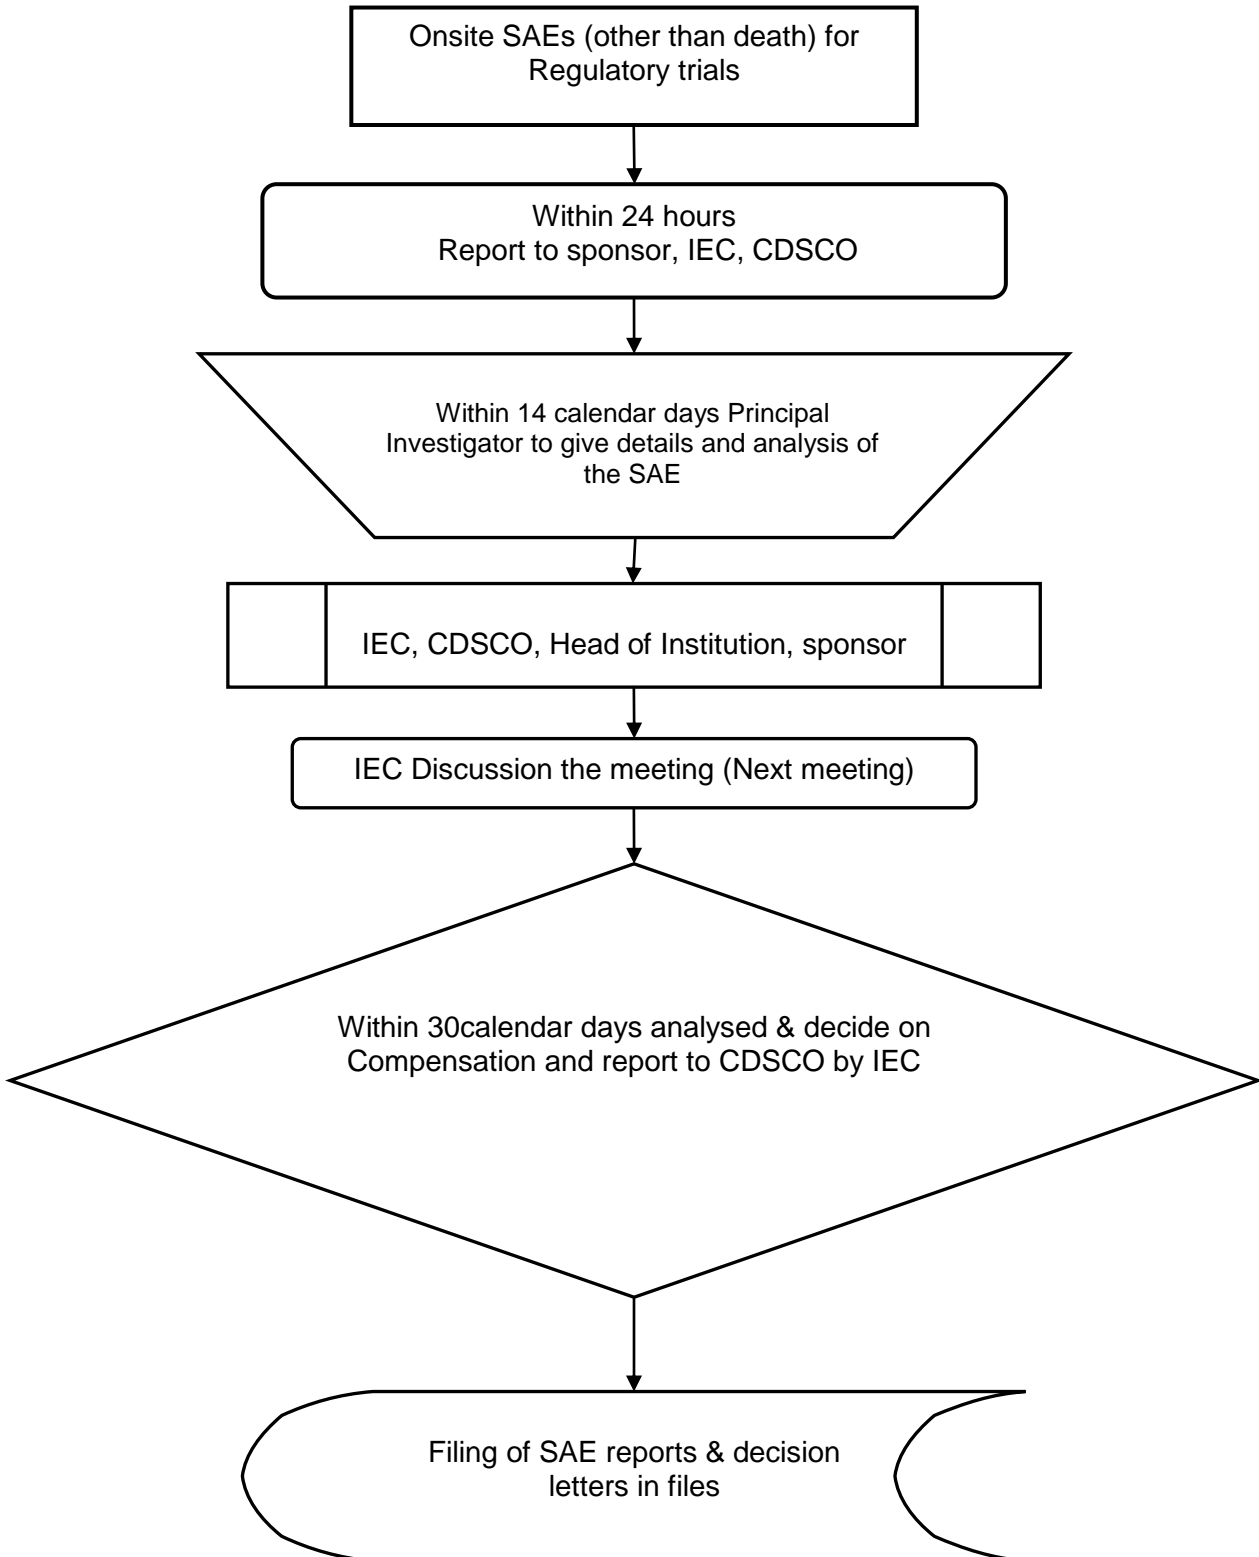 Onsite SAEs (other than death) for
Regulatory trials
Within 24 hours
Report to sponsor, IEC, CDSCO
Within 14 calendar days Principal
Investigator to give details and analysis of
the SAE
IEC, CDSCO, Head of Institution, sponsor
IEC Discussion the meeting (Next meeting)
Within 30calendar days analysed & decide on
Compensation and report to CDSCO by IEC
Filing of SAE reports & decision
letters in files